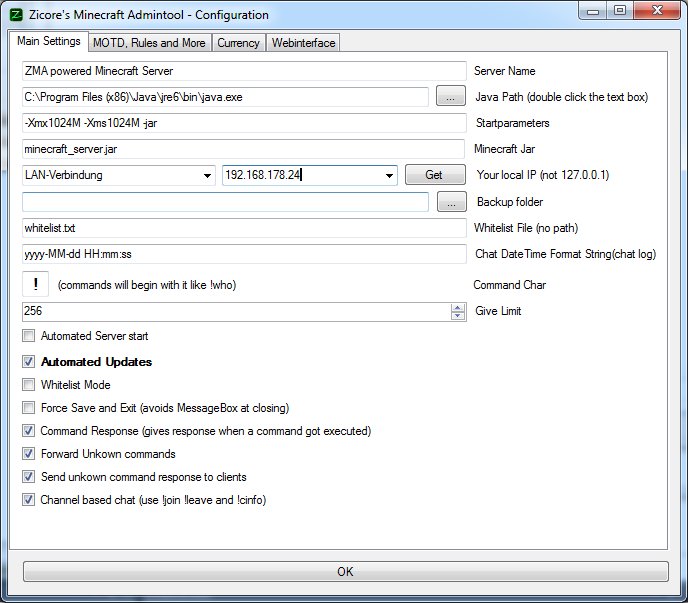 Zicore's Minecraft Admintool - Configuration
Main Settings MOTD, Rules and More Currency Webinterface
ZMA powered Minecraft Server Server Name
C:\Program Files (x86)\Java\jre6\bin\java.exe ... Java Path (double click the text box)
-Xmx1024M -Xms1024M -jar Startparameters
minecraft_server.jar Minecraft Jar
LAN-Verbindung 192.168.178.24 Get Your local IP (not 127.0.0.1)
... Backup folder
whitelist.txt Whitelist File (no path)
yyyy-MM-dd HH:mm:ss Chat DateTime Format String(chat log)
! (commands will begin with it like !who) Command Char
256 Give Limit
Automated Server start
Automated Updates
Whitelist Mode
Force Save and Exit (avoids MessageBox at closing)
Command Response (gives response when a command got executed)
Forward Unkown commands
Send unkown command response to clients
Channel based chat (use !join !leave and !cinfo)
OK